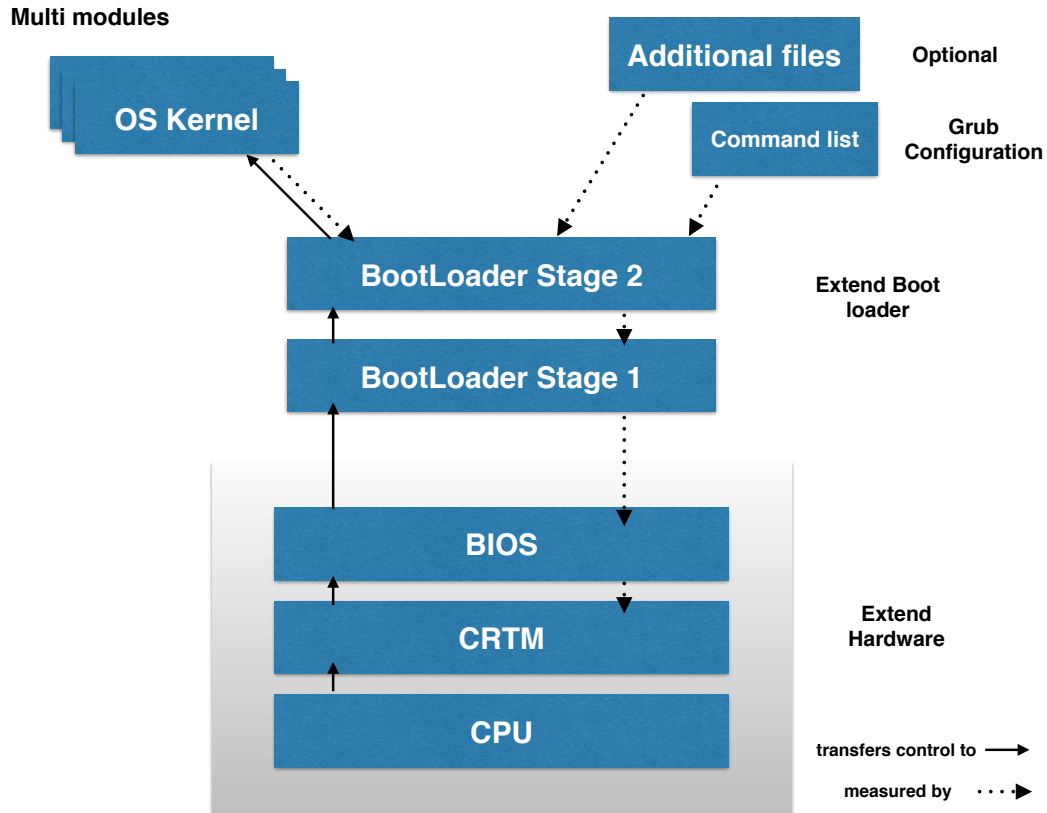 Multi modules
Additional files
Optional
OS Kernel
Command list
Grub
Configuration
BootLoader Stage 2
Extend Boot
loader
BootLoader Stage 1
BIOS
CRTM
Extend
Hardware
CPU
transfers control to
measured by